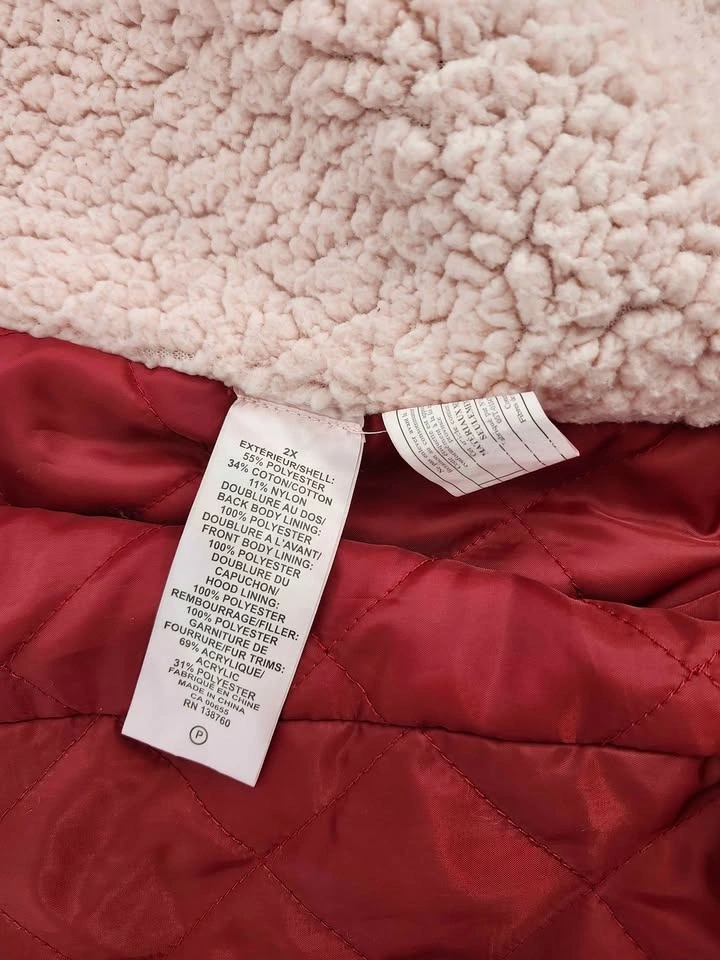 2X
EXTÉRIEUR/SHELL:
55% POLYESTER
34% COTON/COTTON
11% NYLON
DOUBLURE AU DOS/
BACK BODY LINING:
100% POLYESTER
DOUBLURE A L'AVANT/
FRONT BODY LINING:
100% POLYESTER
DOUBLURE DU
CAPUCHON/
HOOD LINING:
100% POLYESTER
REMBOURRAGE/FILLER:
100% POLYESTER
GARNITURE DE
FOURRURE/FUR TRIMS:
69% ACRYLIQUE/
ACRYLIC
31% POLYESTER
FABRIQUÉ EN CHINE
MADE IN CHINA
CA 00655
RN 138760
P